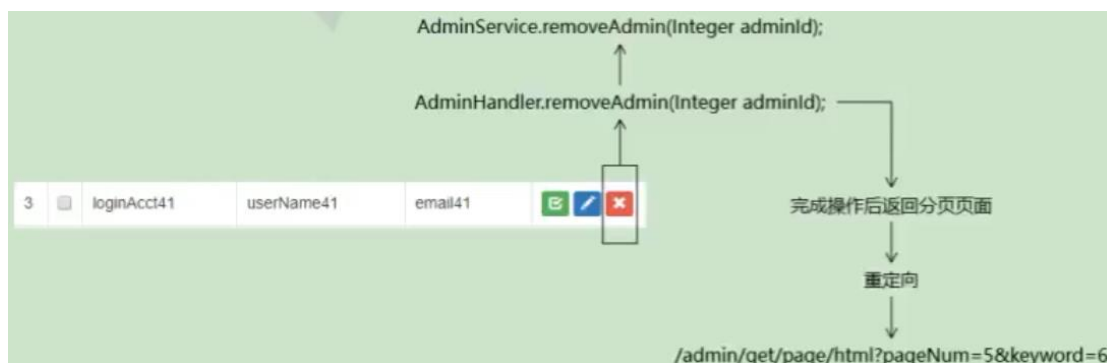 AdminService.removeAdmin(Integer adminId);
AdminHandler.removeAdmin(Integer adminId);
3 loginAcct41 userName41 email41
完成操作后返回分页页面
重定向
/admin/get/page/html?pageNum=5&keyword=6